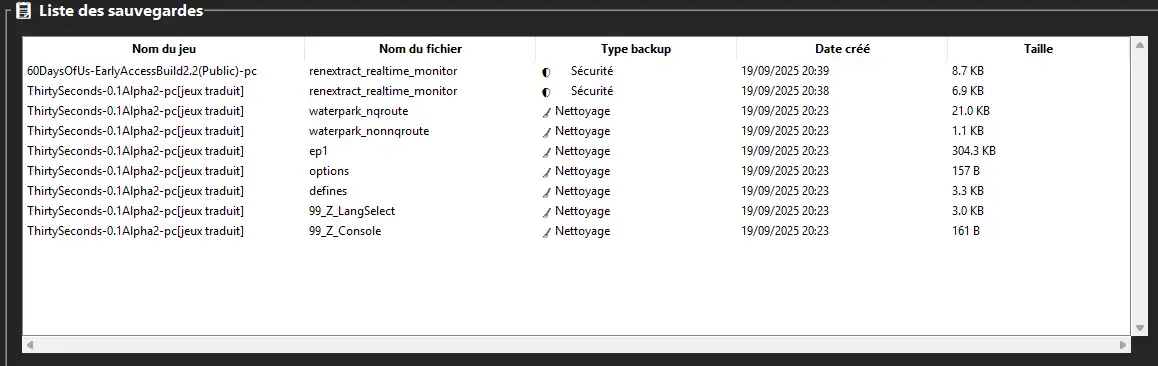 Liste des sauvegardes
Nom du jeu Nom du fichier Type backup Date créé Taille
60DaysOfUs-EarlyAccessBuild2.2(Public)-pc renextract_realtime_monitor Sécurité 19/09/2025 20:39 8.7 KB
ThirtySeconds-0.1Alpha2-pc[jeux traduit] renextract_realtime_monitor Sécurité 19/09/2025 20:38 6.9 KB
ThirtySeconds-0.1Alpha2-pc[jeux traduit] waterpark_nqroute Nettoyage 19/09/2025 20:23 21.0 KB
ThirtySeconds-0.1Alpha2-pc[jeux traduit] waterpark_nonnqroute Nettoyage 19/09/2025 20:23 1.1 KB
ThirtySeconds-0.1Alpha2-pc[jeux traduit] ep1 Nettoyage 19/09/2025 20:23 304.3 KB
ThirtySeconds-0.1Alpha2-pc[jeux traduit] options Nettoyage 19/09/2025 20:23 157 B
ThirtySeconds-0.1Alpha2-pc[jeux traduit] defines Nettoyage 19/09/2025 20:23 3.3 KB
ThirtySeconds-0.1Alpha2-pc[jeux traduit] 99_Z_LangSelect Nettoyage 19/09/2025 20:23 3.0 KB
ThirtySeconds-0.1Alpha2-pc[jeux traduit] 99_Z_Console Nettoyage 19/09/2025 20:23 161 B